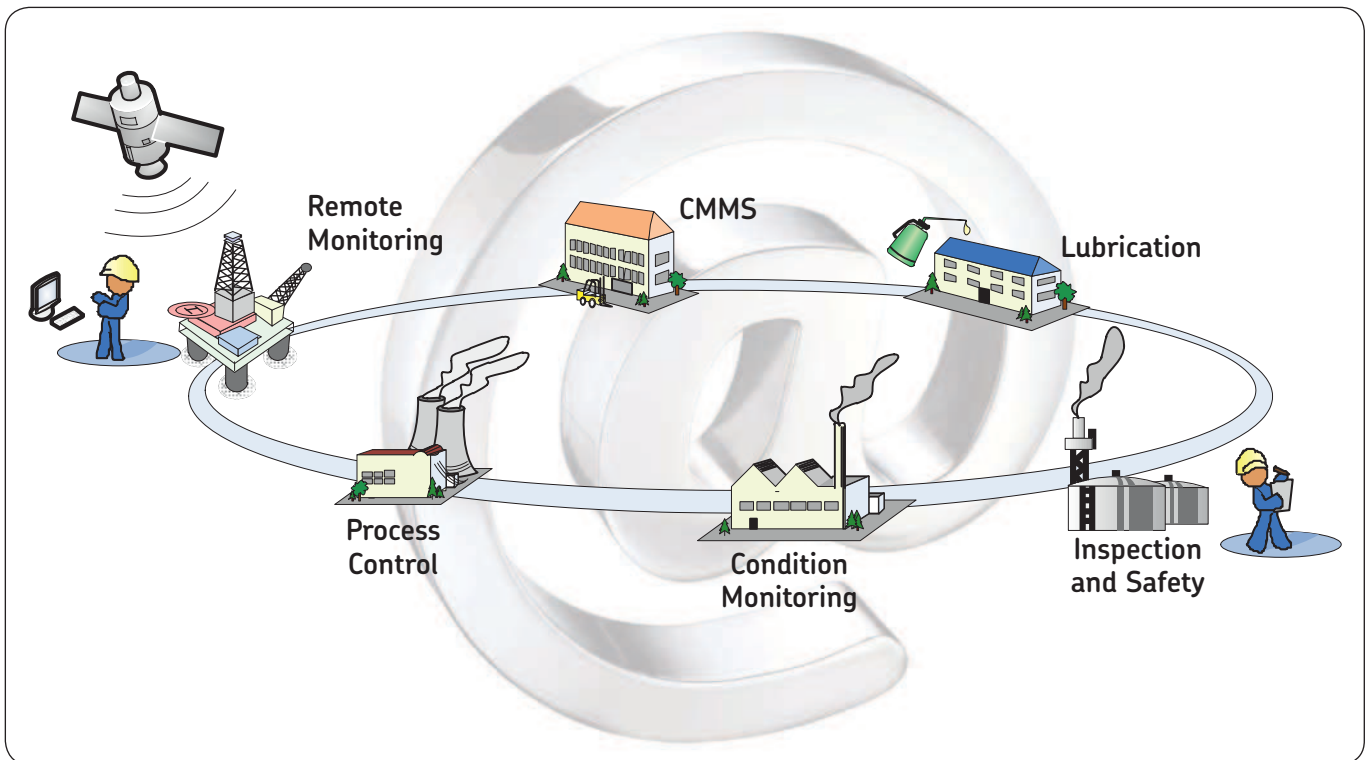 Remote
Monitoring
CMMS
Lubrication
Process
Control
Condition
Monitoring
Inspection
and Safety
H